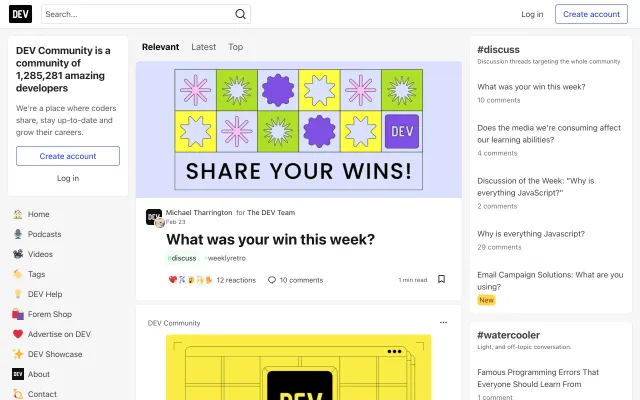 DEV
Search...
Log in
Create account
DEV Community is a
community of
1,285,281 amazing
developers
We're a place where coders
share, stay up-to-date and
grow their careers.
Create account
Log in
Home
Podcasts
Videos
Tags
DEV Help
Forem Shop
Advertise on DEV
DEV Showcase
DEV
About
Contact
Relevant
Latest
Top
DEV
SHARE YOUR WINS!
DEV
Michael Tharrington for The DEV Team
Feb 23
What was your win this week?
#discuss #weeklyretro
12 reactions
10 comments
1 min read
DEV Community
DEV
#discuss
Discussion threads targeting the whole community
What was your win this week?
10 comments
Does the media we're consuming affect
our learning abilities?
4 comments
Discussion of the Week: "Why is
everything JavaScript?"
2 comments
Why is everything Javascript?
29 comments
Email Campaign Solutions: What are you
using?
New
#watercooler
Light, and off-topic conversation.
Famous Programming Errors That
Everyone Should Learn From
1 comment